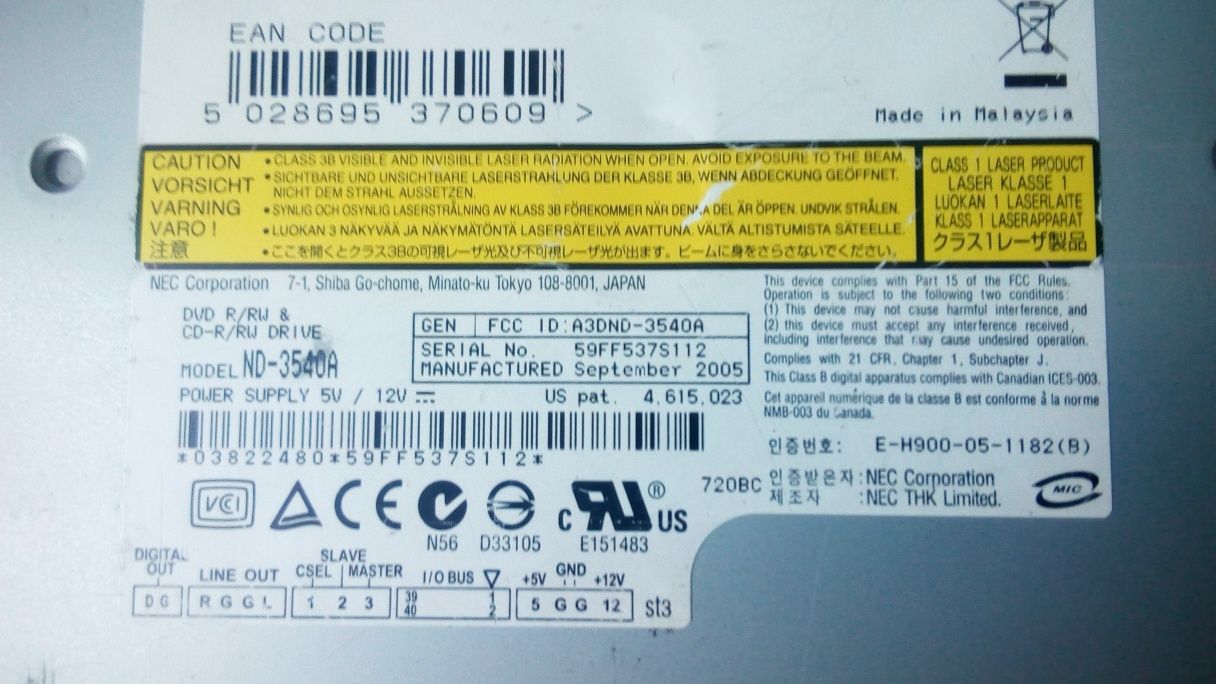 EAN CODE
5 028695 370609 >
Made in Malaysia
CAUTION • CLASS 3B VISIBLE AND INVISIBLE LASER RADIATION WHEN OPEN. AVOID EXPOSURE TO THE BEAM.
VORSICHT • SICHTBARE UND UNSICHTBARE LASERSTRAHLUNG DER KLASSE 3B, WENN ABDECKUNG GEÖFFNET.
NICHT DEM STRAHL AUSSETZEN.
VARNING • SYNLIG OCH OSYNLIG LASERSTRÅLNING AV KLASS 3B FÖREKOMMER NÄR DENNA DEL ÄR ÖPPEN. UNDVIK STRÅLEN.
VARO! • LUOKAN 3 NÄKYVÄÄ JA NÄKYMÄTÖNTÄ LASERSÄTEILYÄ AVATTUNA. VÄLTÄ ALTISTUMISTA SÄTEELLE.
注意 • ここを開くとクラス3Bの可視レーザ光及び不可視レーザ光が出ます。ビームに身をさらさないでください。
CLASS 1 LASER PRODUCT
LASER KLASSE 1
LUOKAN 1 LASERLAITE
KLASS 1 LASERAPPARAT
クラス1レーザ製品
NEC Corporation 7-1, Shiba Go-chome, Minato-ku Tokyo 108-8001, JAPAN
DVD R/RW &
CD-R/RW DRIVE
MODEL ND-3540A
GEN FCC ID:A3DND-3540A
SERIAL No. 59FF537S112
MANUFACTURED September 2005
POWER SUPPLY 5V / 12V US pat. 4,615,023
*03822480*59FF537S112*
This device complies with Part 15 of the FCC Rules.
Operation is subject to the following two conditions:
(1) This device may not cause harmful interference, and
(2) this device must accept any interference received,
including interference that may cause undesired operation.
Complies with 21 CFR, Chapter 1, Subchapter J.
This Class B digital apparatus complies with Canadian ICES-003.
Cet appareil numérique de la classe B est conforme à la norme
NMB-003 du Canada.
인증번호: E-H900-05-1182(B)
720BC 인증받은자 :NEC Corporation
제조자 :NEC THK Limited.
MIC
VCI CE c RU ® US
N56 D33105 E151483
DIGITAL OUT LINE OUT SLAVE CSEL MASTER I/O BUS +5V GND +12V
D G R G G L 1 2 3 39 40 1 2 5 G G 12 st3